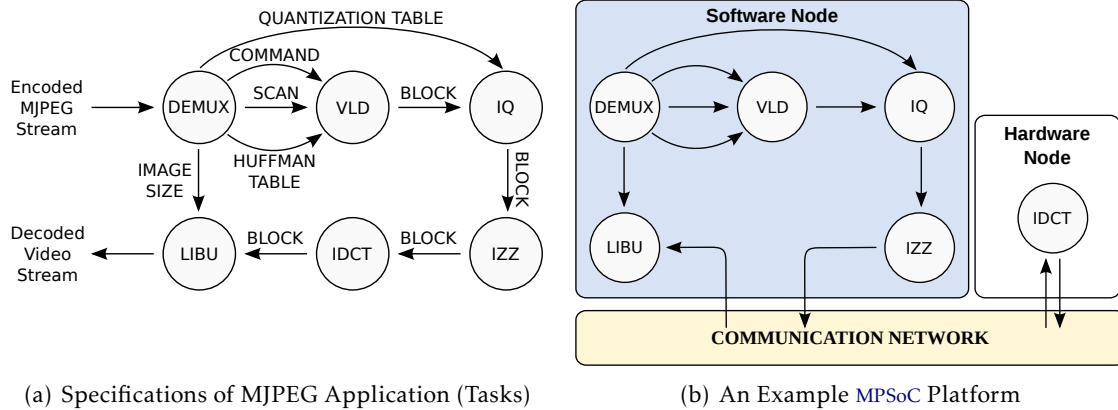 QUANTIZATION TABLE
COMMAND
Encoded
MJPEG
Stream
DEMUX
SCAN
VLD
BLOCK
IQ
HUFFMAN
TABLE
IMAGE
SIZE
BLOCK
Decoded
Video
Stream
LIBU
BLOCK
IDCT
BLOCK
IZZ
(a) Specifications of MJPEG Application (Tasks)
Software Node
DEMUX
VLD
IQ
LIBU
IZZ
Hardware
Node
IDCT
COMMUNICATION NETWORK
(b) An Example MPSoC Platform